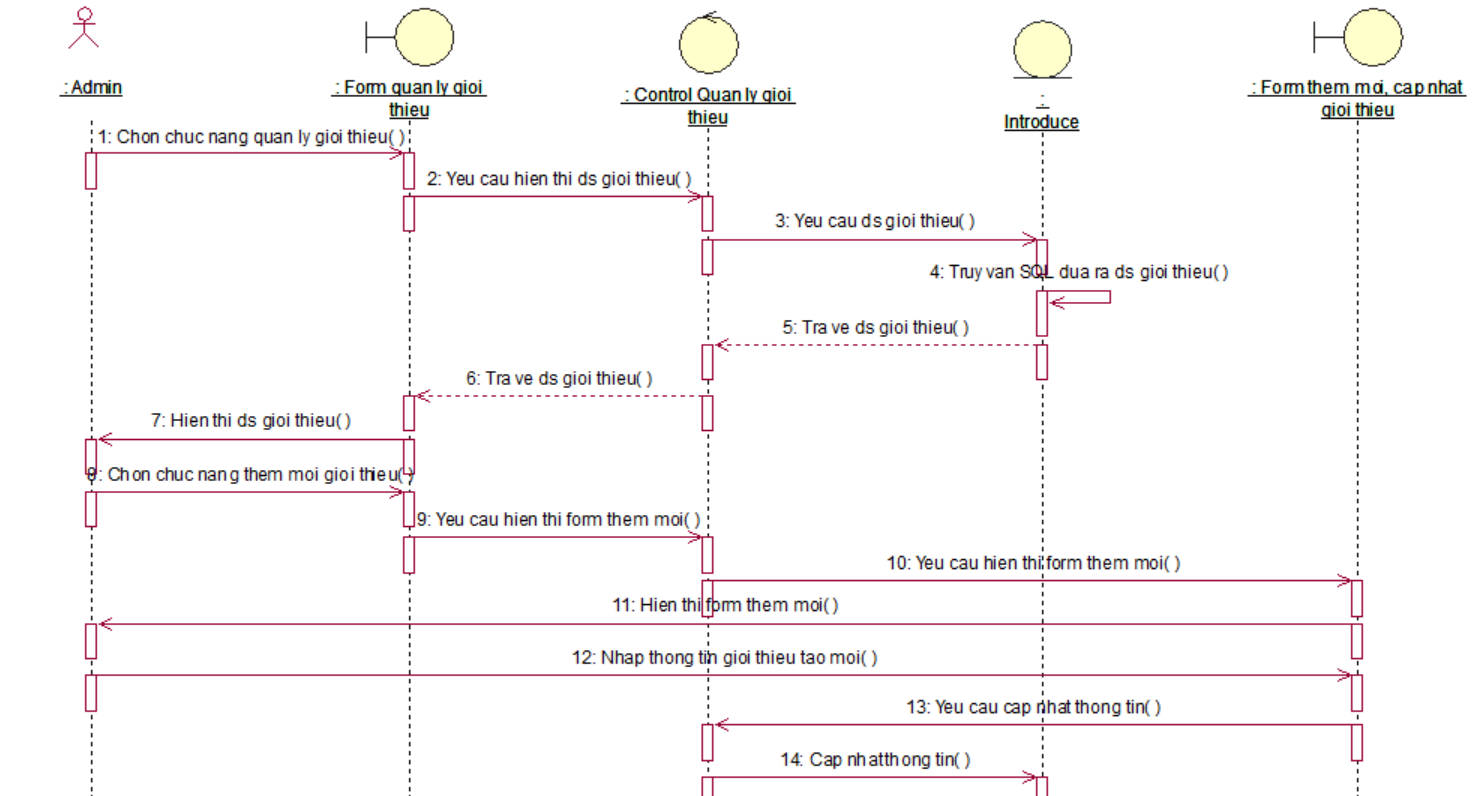 : Admin
: Form quan ly gioi
thieu
: Control Quan ly gioi
thieu
:
Introduce
: Form them moi, cap nhat
gioi thieu
1: Chon chuc nang quan ly gioi thieu( )
2: Yeu cau hien thi ds gioi thieu( )
3: Yeu cau ds gioi thieu( )
4: Truy van SQL dua ra ds gioi thieu( )
5: Tra ve ds gioi thieu( )
6: Tra ve ds gioi thieu( )
7: Hien thi ds gioi thieu( )
8: Chon chuc nang them moi gioi thieu( )
9: Yeu cau hien thi form them moi( )
10: Yeu cau hien thi form them moi( )
11: Hien thi form them moi( )
12: Nhap thong tin gioi thieu tao moi( )
13: Yeu cau cap nhat thong tin( )
14: Cap nhat thong tin( )